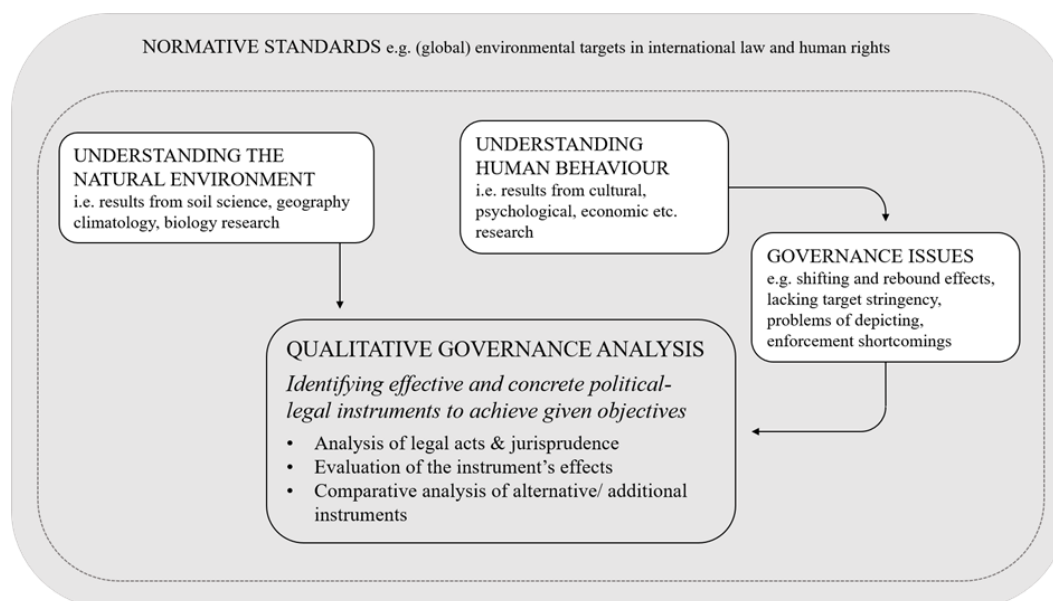 NORMATIVE STANDARDS e.g. (global) environmental targets in international law and human rights
UNDERSTANDING THE
NATURAL ENVIRONMENT
i.e. results from soil science, geography
climatology, biology research
UNDERSTANDING
HUMAN BEHAVIOUR
i.e. results from cultural,
psychological, economic etc.
research
GOVERNANCE ISSUES
e.g. shifting and rebound effects,
lacking target stringency,
problems of depicting,
enforcement shortcomings
QUALITATIVE GOVERNANCE ANALYSIS
Identifying effective and concrete political-
legal instruments to achieve given objectives
• Analysis of legal acts & jurisprudence
• Evaluation of the instrument’s effects
• Comparative analysis of alternative/ additional
instruments